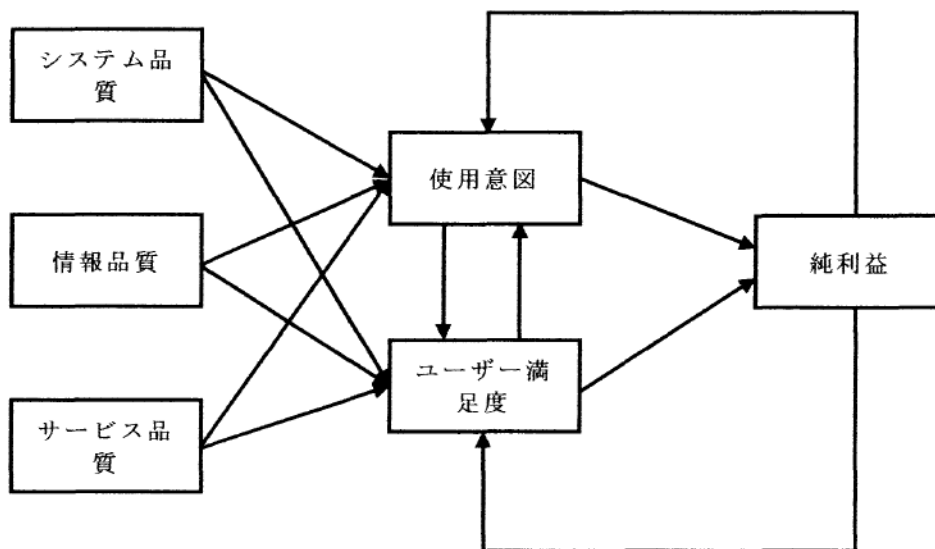 システム品
質
使用意図
情報品質
純利益
ユーザー満
足度
サービス品
質